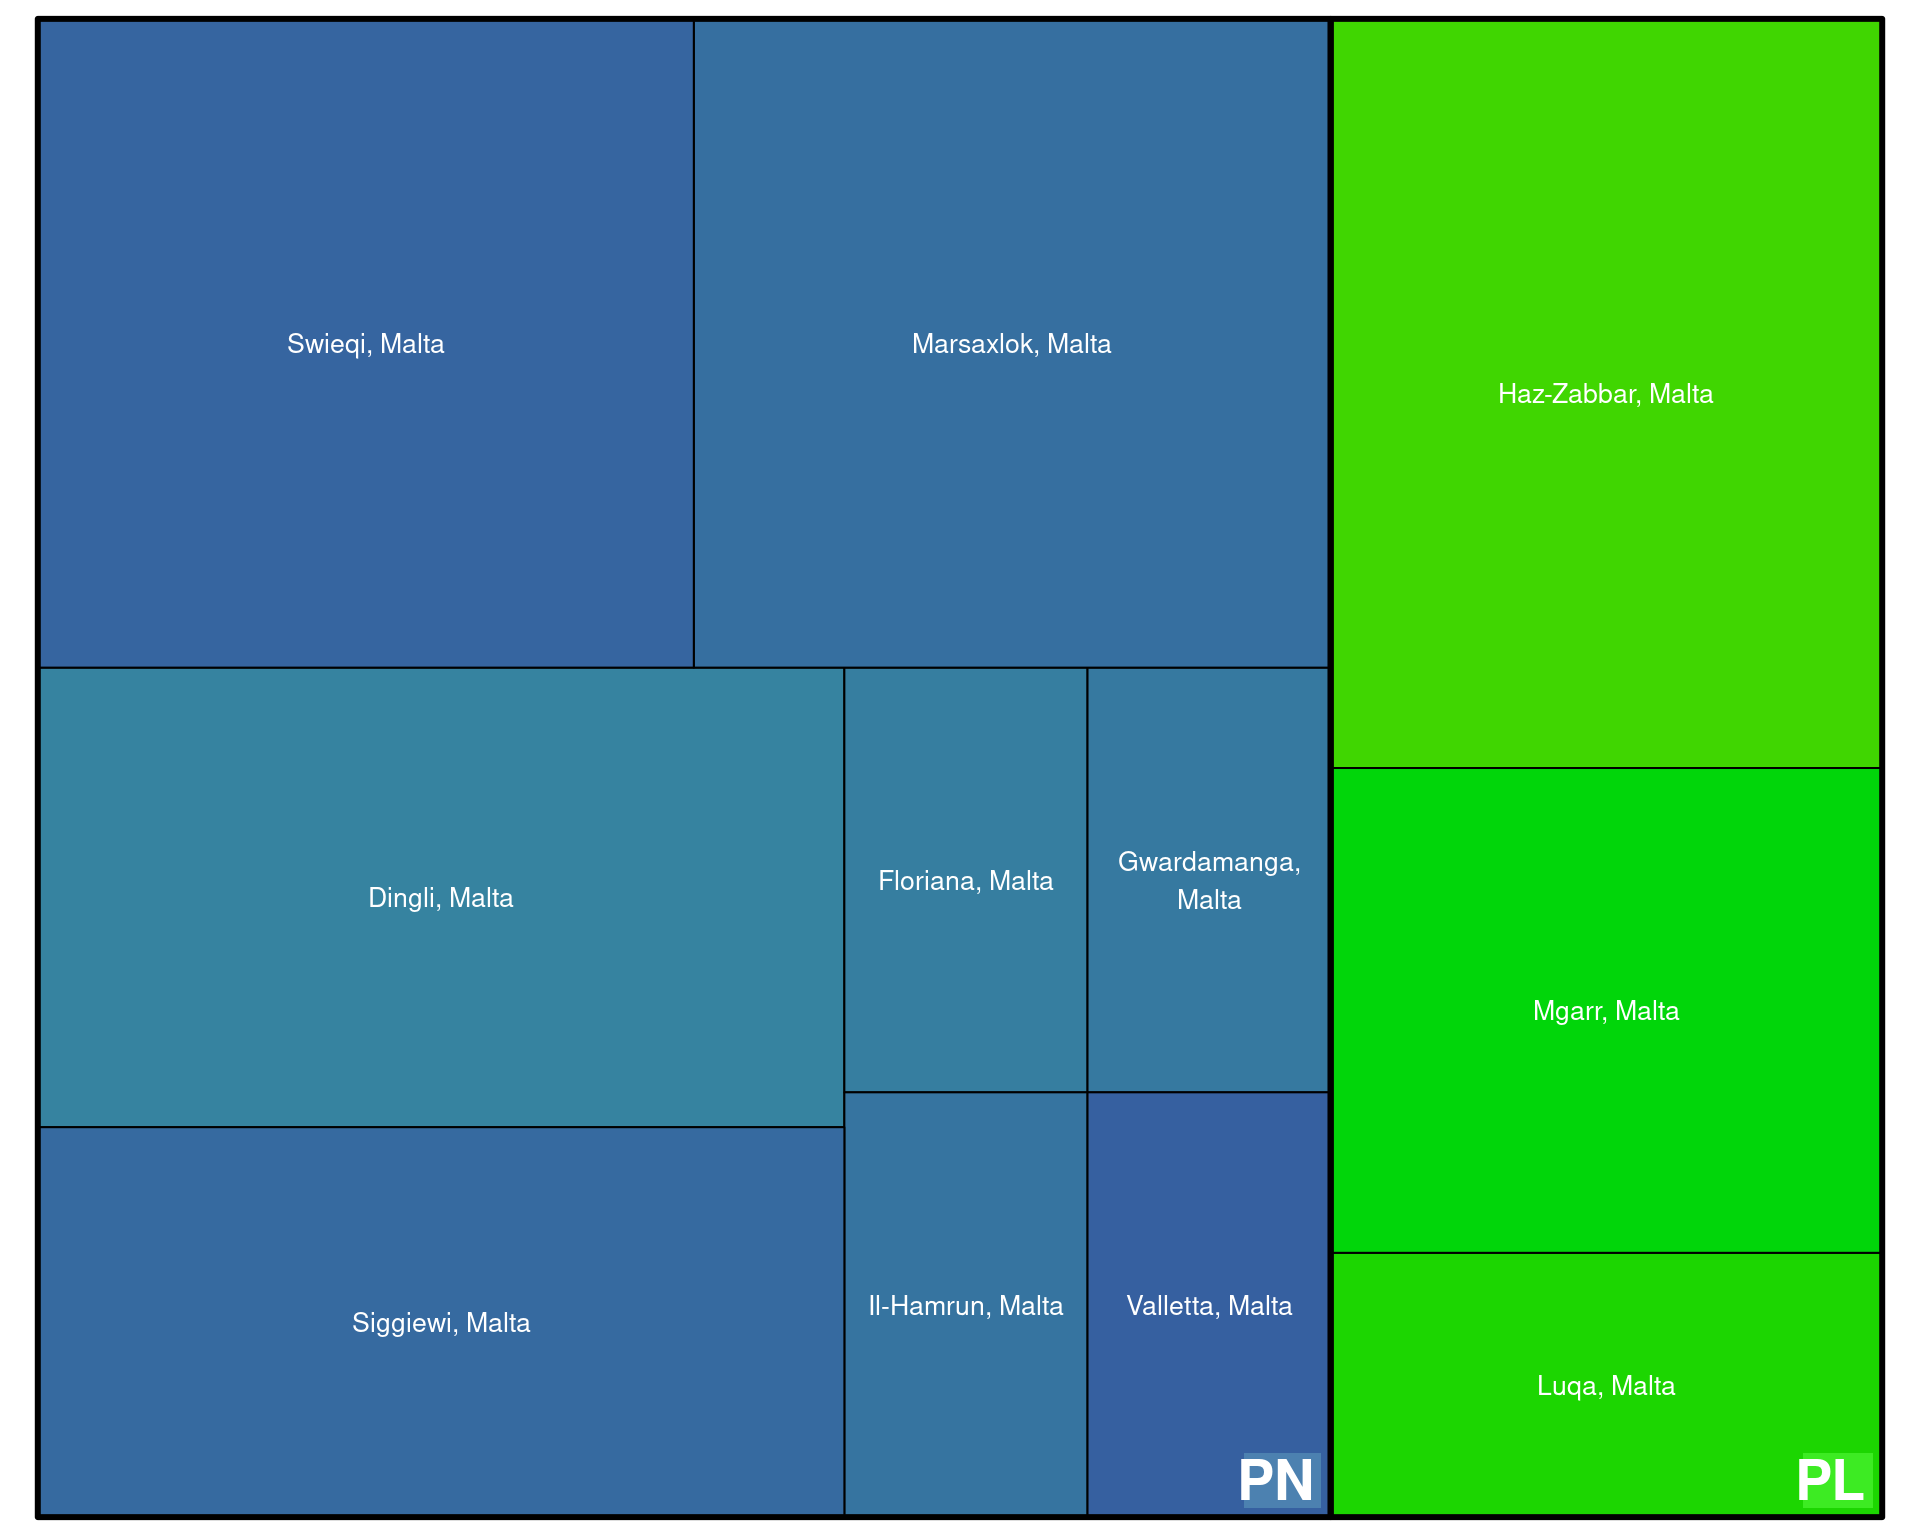 Swieqi, Malta
Marsaxlok, Malta
Haz-Zabbar, Malta
Dingli, Malta
Floriana, Malta
Gwardamanga,
Malta
Mgarr, Malta
Siggiewi, Malta
Il-Hamrun, Malta
Valletta, Malta
Luqa, Malta
PN
PL